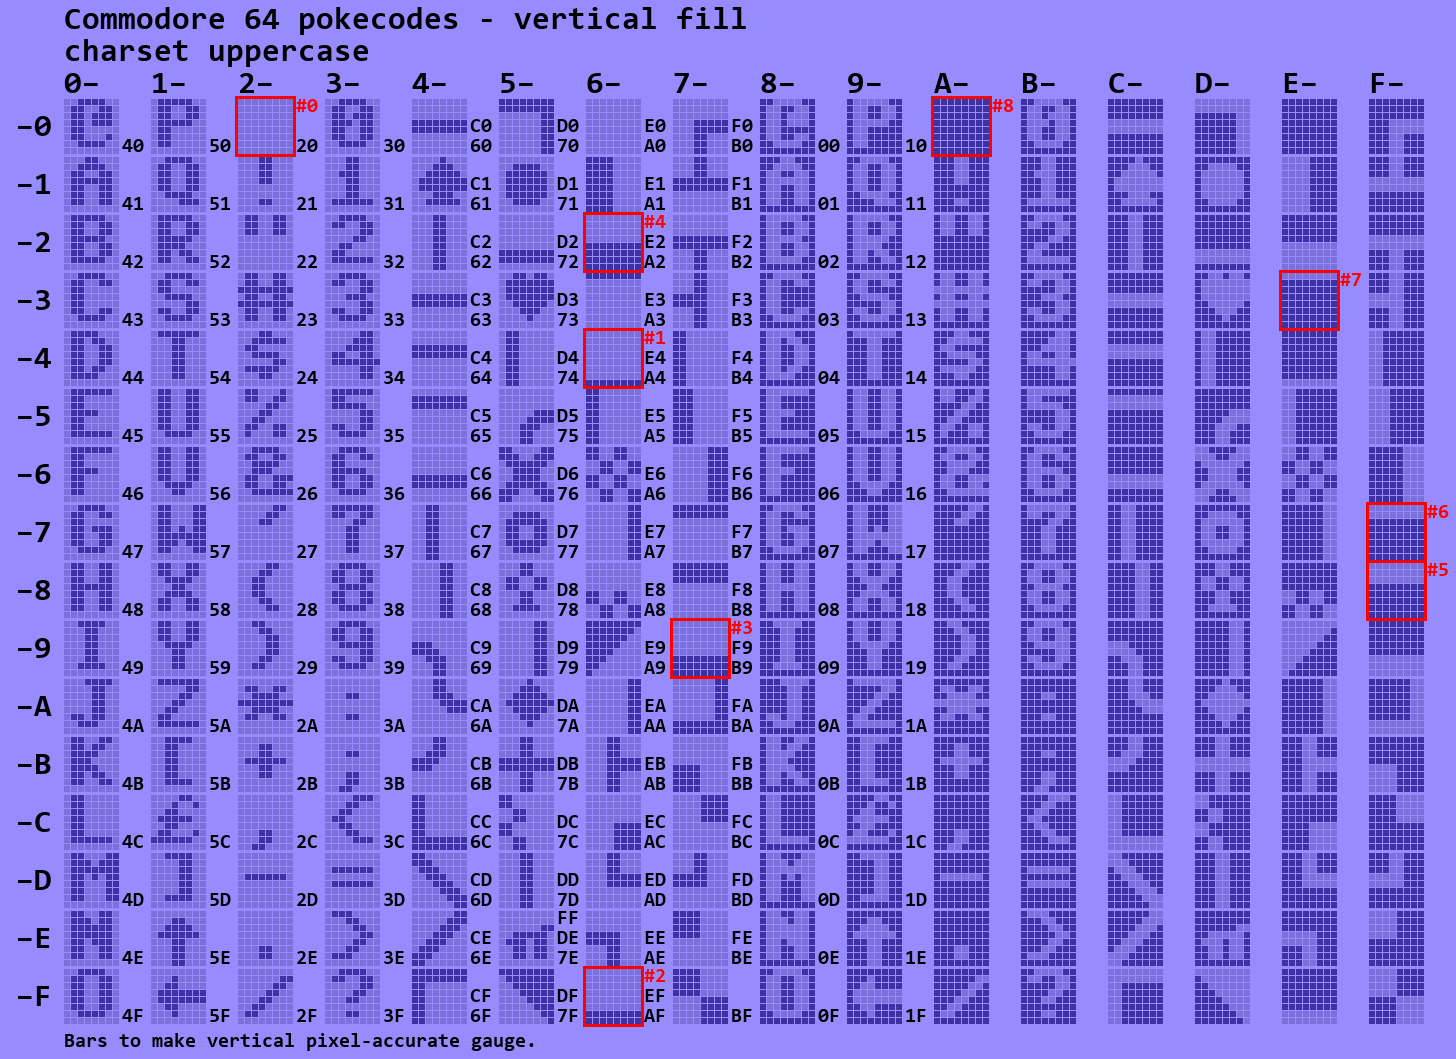 Commodore 64 pokecodes - vertical fill
charset uppercase
0- 1- 2- 3- 4- 5- 6- 7- 8- 9- A- B- C- D- E- F-
#0 #8
-0 C0 D0 E0 F0
40 50 20 30 60 70 A0 B0 00 10
-1 C1 D1 E1 F1
41 51 21 31 61 71 A1 B1 01 11
#4
-2 C2 D2 E2 F2
42 52 22 32 62 72 A2 B2 02 12
#7
-3 C3 D3 E3 F3
43 53 23 33 63 73 A3 B3 03 13
#1
-4 C4 D4 E4 F4
44 54 24 34 64 74 A4 B4 04 14
-5 C5 D5 E5 F5
45 55 25 35 65 75 A5 B5 05 15
-6 C6 D6 E6 F6
46 56 26 36 66 76 A6 B6 06 16
#6
-7 C7 D7 E7 F7
47 57 27 37 67 77 A7 B7 07 17
#5
-8 C8 D8 E8 F8
48 58 28 38 68 78 A8 B8 08 18
#3
-9 C9 D9 E9 F9
49 59 29 39 69 79 A9 B9 09 19
-A CA DA EA FA
4A 5A 2A 3A 6A 7A AA BA 0A 1A
-B CB DB EB FB
4B 5B 2B 3B 6B 7B AB BB 0B 1B
-C CC DC EC FC
4C 5C 2C 3C 6C 7C AC BC 0C 1C
-D CD DD ED FD
4D 5D 2D 3D 6D 7D AD BD 0D 1D
FF
-E CE DE EE FE
4E 5E 2E 3E 6E 7E AE BE 0E 1E
#2
-F CF DF EF
4F 5F 2F 3F 6F 7F AF BF 0F 1F
Bars to make vertical pixel-accurate gauge.